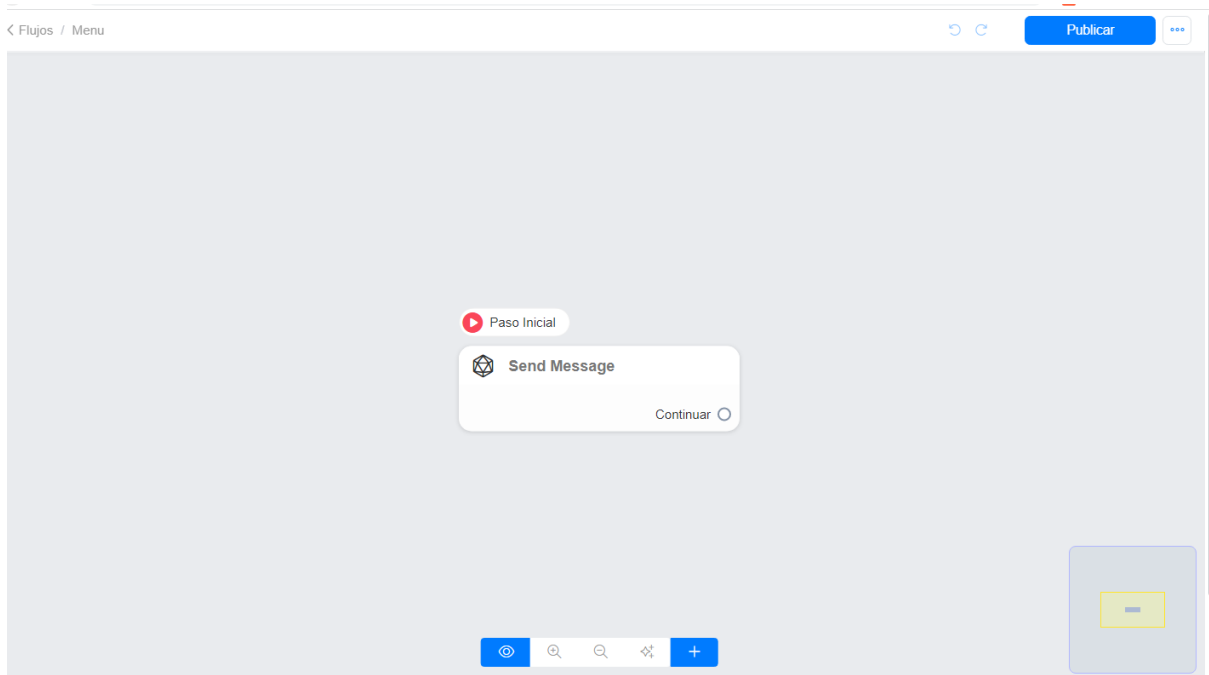 Flujos / Menu
Publicar
Paso Inicial
Send Message
Continuar